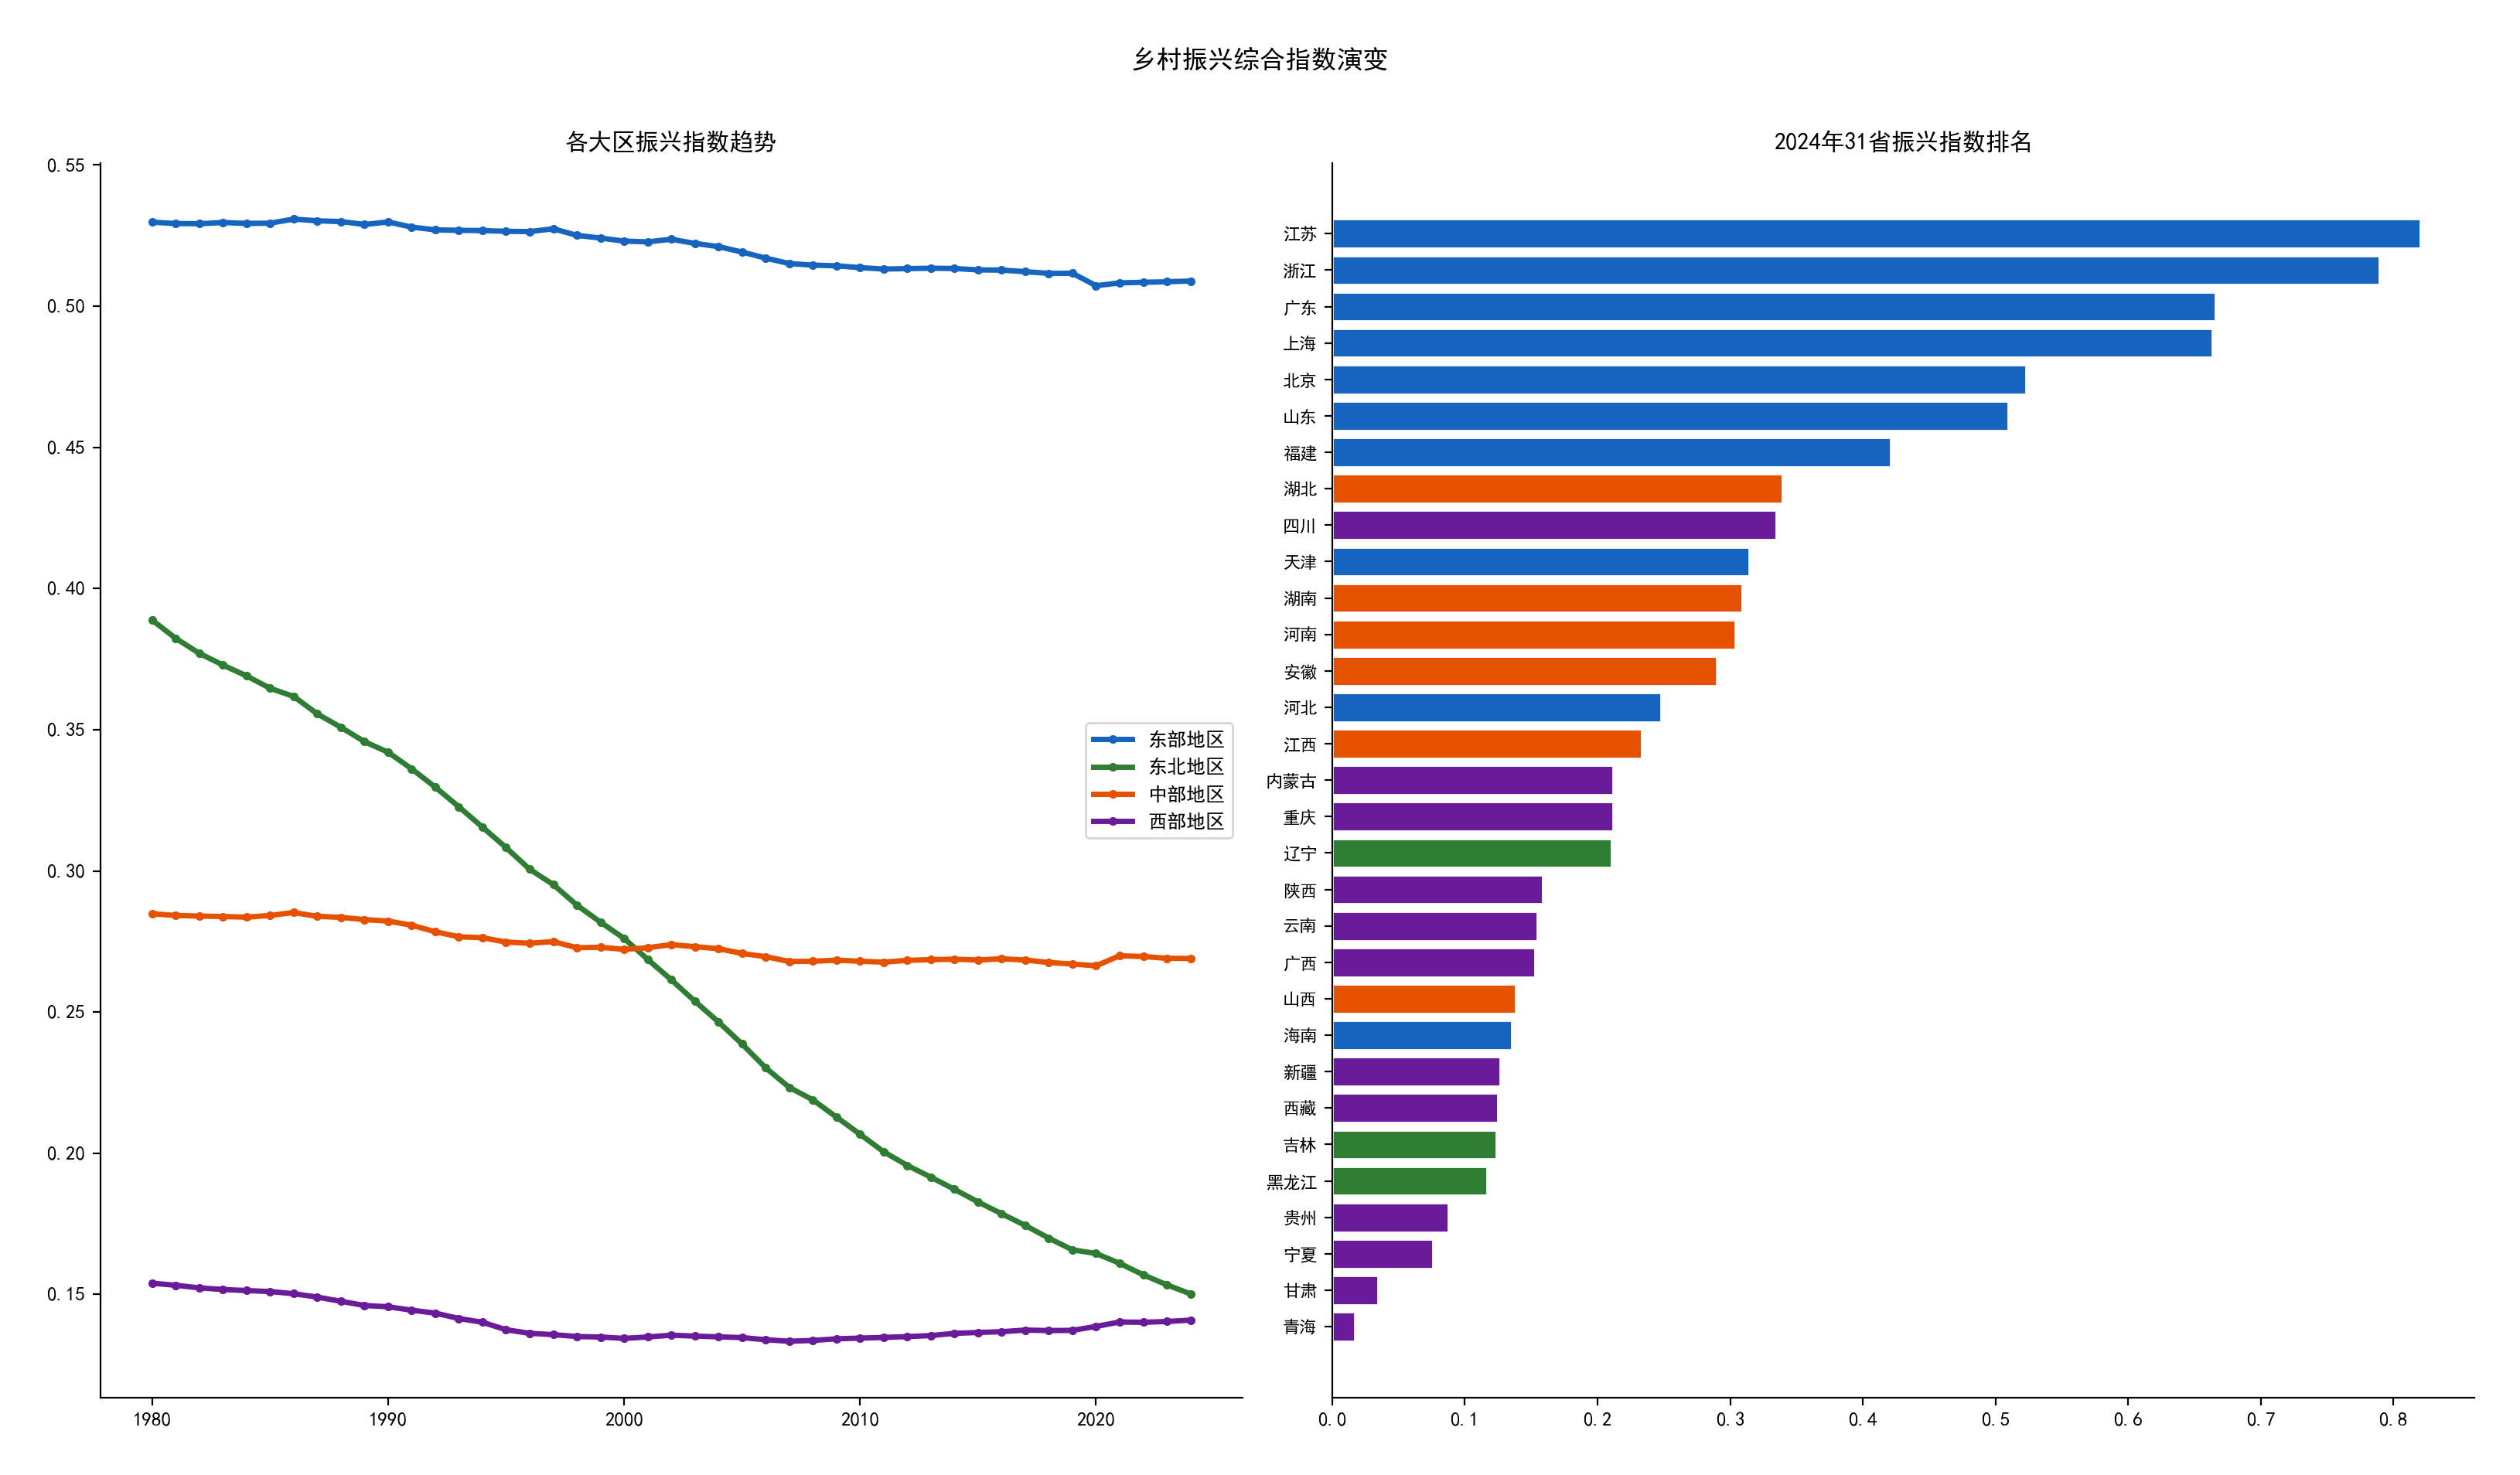 乡村振兴综合指数演变
各大区振兴指数趋势
0.55
0.50
0.45
0.40
0.35
0.30
0.25
0.20
0.15
1980
1990
2000
2010
2020
东部地区
东北地区
中部地区
西部地区
2024年31省振兴指数排名
江苏
浙江
广东
上海
北京
山东
福建
湖北
四川
天津
湖南
河南
安徽
河北
江西
内蒙古
重庆
辽宁
陕西
云南
广西
山西
海南
新疆
西藏
吉林
黑龙江
贵州
宁夏
甘肃
青海
0.0
0.1
0.2
0.3
0.4
0.5
0.6
0.7
0.8